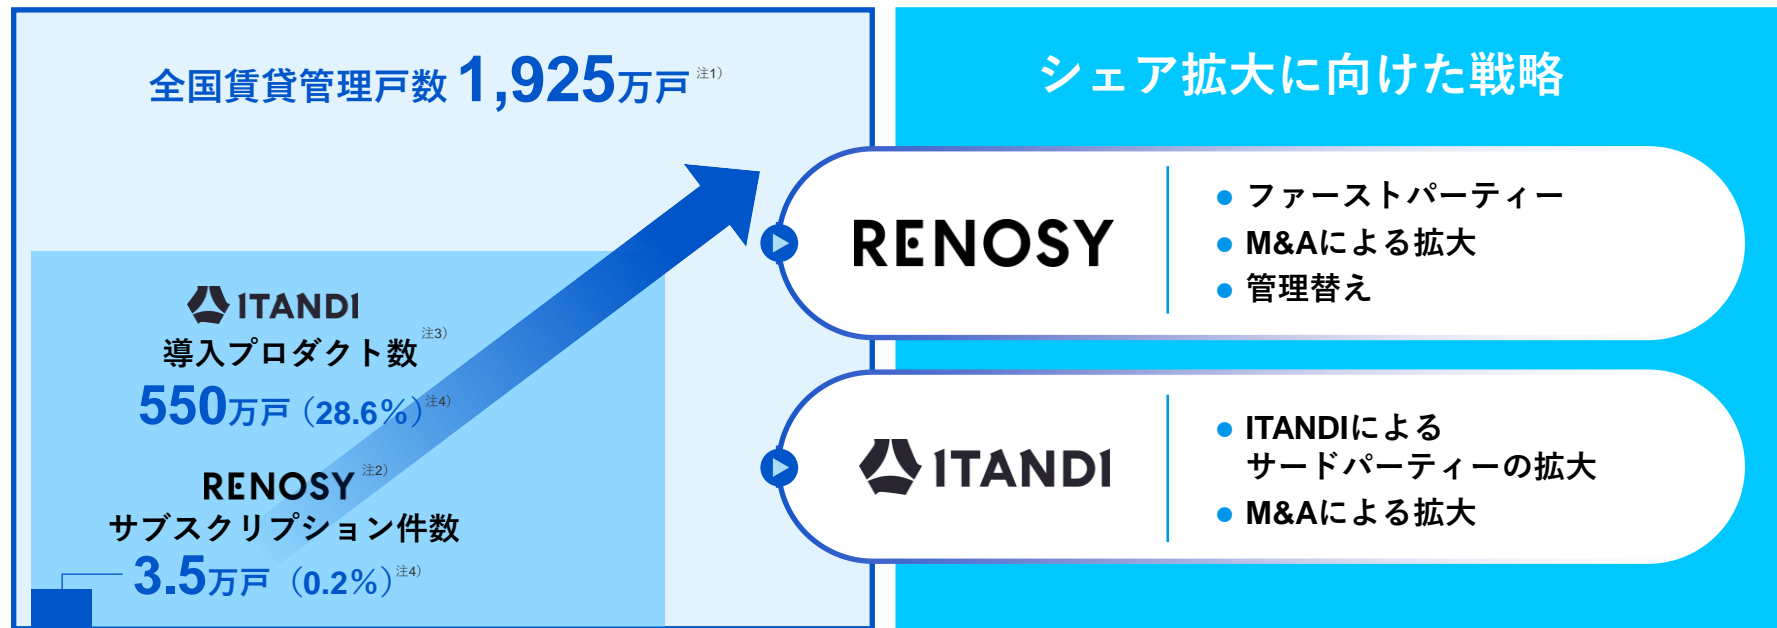 全国賃貸管理戸数 1,925万戸 注1)
ITANDI
導入プロダクト数 注3)
550万戸（28.6%）注4)
RENOSY 注2)
サブスクリプション件数
3.5万戸（0.2%）注4)
シェア拡大に向けた戦略
RENOSY
● ファーストパーティー
● M&Aによる拡大
● 管理替え
ITANDI
● ITANDIによる
サードパーティーの拡大
● M&Aによる拡大